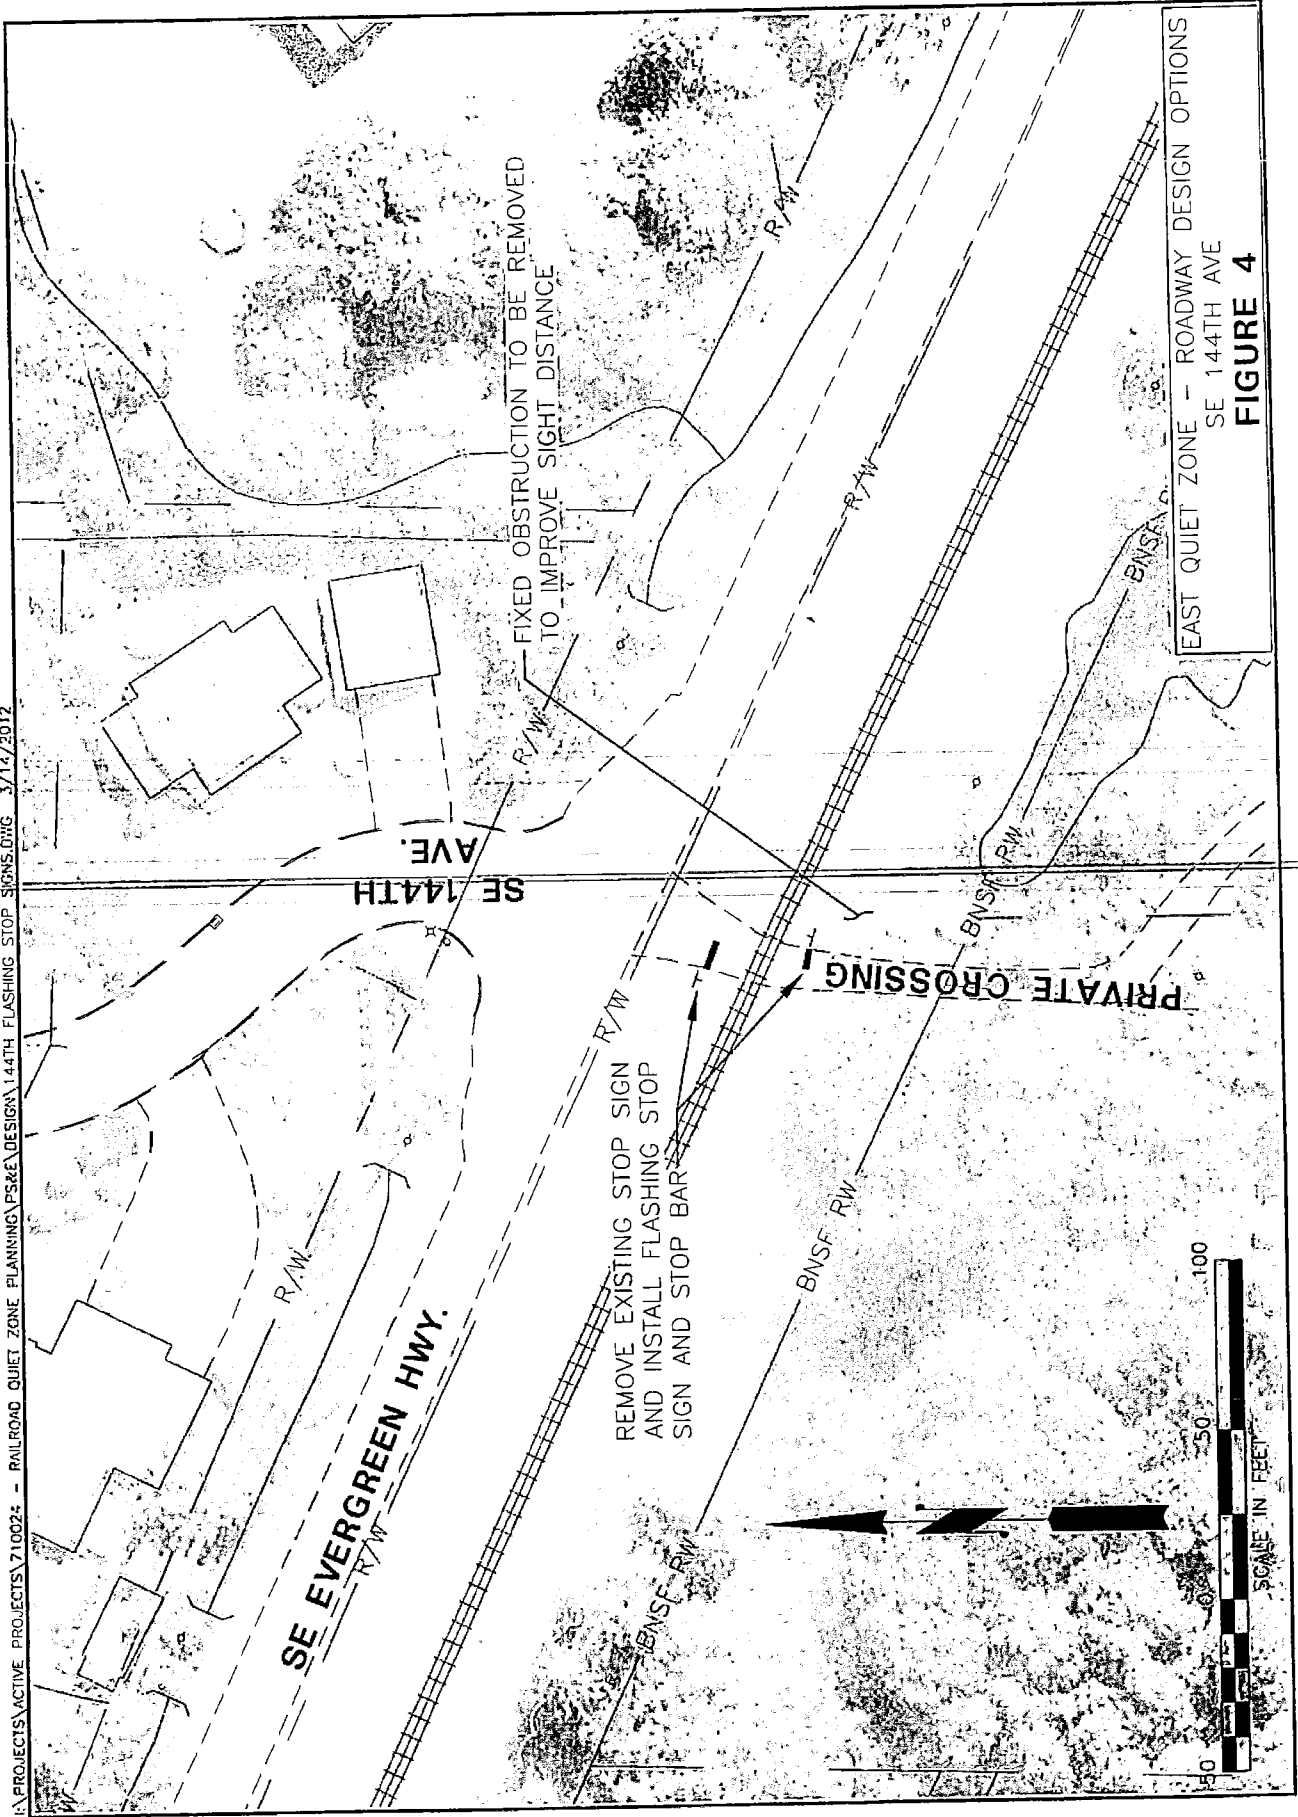 I:\PROJECTS\ACTIVE PROJECTS\710024 - RAILROAD QUIET ZONE PLANNING\PS&E\DESIGN\144TH FLASHING STOP SIGNS.DWG 3/14/2012
SE 144TH
AVE.
FIXED OBSTRUCTION TO BE REMOVED
TO IMPROVE SIGHT DISTANCE
R/W
R/W
R/W
R/W
R/W
R/W
SE EVERGREEN HWY.
REMOVE EXISTING STOP SIGN
AND INSTALL FLASHING STOP
SIGN AND STOP BAR
PRIVATE CROSSING
BNSF RW
BNSF RW
BNSF RW
BNSF
50 0 50 100
SCALE IN FEET
EAST QUIET ZONE - ROADWAY DESIGN OPTIONS
SE 144TH AVE
FIGURE 4